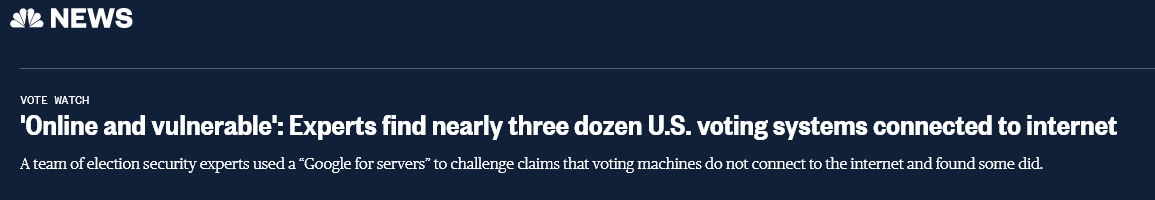 NEWS
VOTE WATCH
'Online and vulnerable': Experts find nearly three dozen U.S. voting systems connected to internet
A team of election security experts used a “Google for servers” to challenge claims that voting machines do not connect to the internet and found some did.